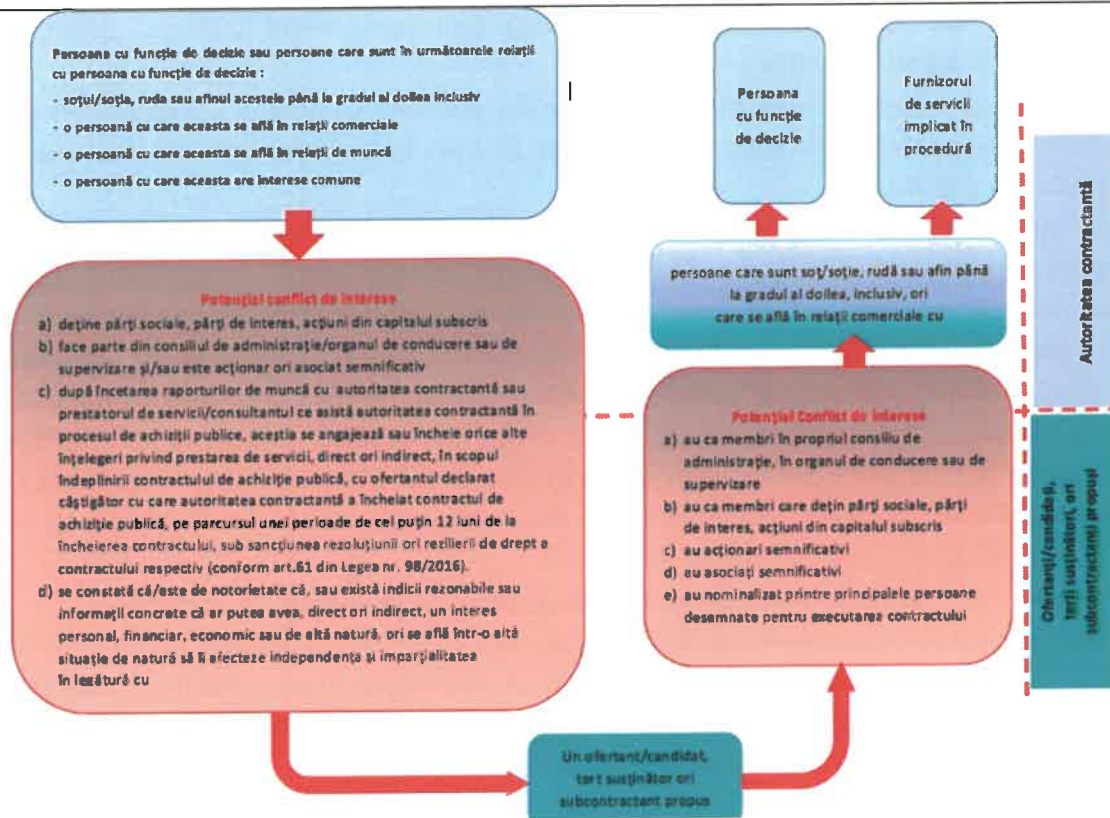 Persoana cu funcție de decizie sau persoane care sunt în următoarele relații
cu persoana cu funcție de decizie :
- soțul/soția, ruda sau afinul acesteia până la gradul al doilea inclusiv
- o persoană cu care aceasta se află în relații comerciale
- o persoană cu care aceasta se află în relații de muncă
- o persoană cu care aceasta are interese comune
Potențial conflict de interese
a) deține părți sociale, părți de interes, acțiuni din capitalul subscris
b) face parte din consiliul de administrație/organul de conducere sau de
supervizare și/sau este acționar ori asociat semnificativ
c) după încetarea raporturilor de muncă cu autoritatea contractantă sau
prestatorul de servicii/consultantul ce asistă autoritatea contractantă în
procesul de achiziții publice, aceștia se angajează sau încheie orice alte
înțelegeri privind prestarea de servicii, direct ori indirect, în scopul
îndeplinirii contractului de achiziție publică, cu ofertantul declarat
câștigător cu care autoritatea contractantă a încheiat contractul de
achiziție publică, pe parcursul unei perioade de cel puțin 12 luni de la
încheierea contractului, sub sancțiunea rezoluțiunii ori rezilierii de drept a
contractului respectiv (conform art.61 din Legea nr. 98/2016).
d) se constată că/este de notorietate că, sau există indicii rezonabile sau
informații concrete că ar putea avea, direct ori indirect, un interes
personal, financiar, economic sau de altă natură, ori se află într-o altă
situație de natură să îi afecteze independența și imparțialitatea
în legătură cu
Un ofertant/candidat,
terț susținător ori
subcontractant propus
Persoana
cu funcție
de decizie
Furnizorul
de servicii
implicat în
procedură
persoane care sunt soț/soție, rudă sau afin până
la gradul al doilea, inclusiv, ori
care se află în relații comerciale cu
Potențial Conflict de interese
a) au ca membri în propriul consiliu de
administrație, în organul de conducere sau de
supervizare
b) au ca membri care dețin părți sociale, părți
de interes, acțiuni din capitalul subscris
c) au acționari semnificativi
d) au asociați semnificativi
e) au nominalizat printre principalele persoane
desemnate pentru executarea contractului
Autoritatea contractantă
Ofertanți/candidați,
terți susținători, ori
subcontractanți propuși